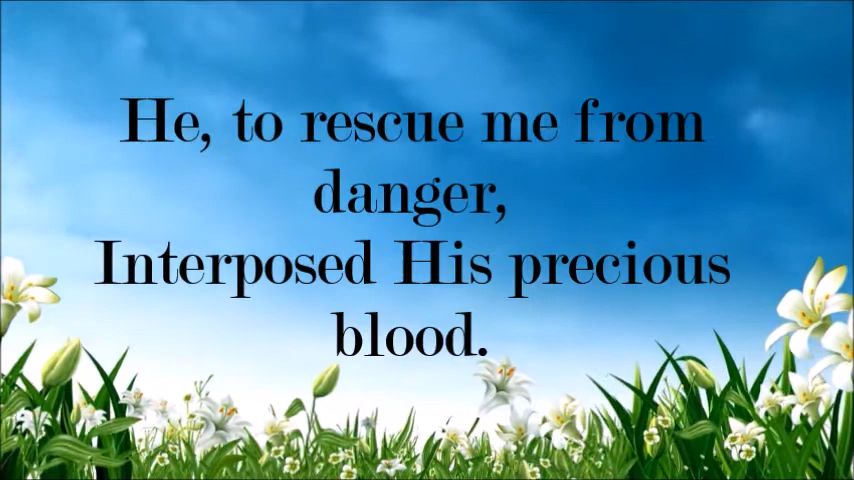 He, to rescue me from
danger,
Interposed His precious
blood.